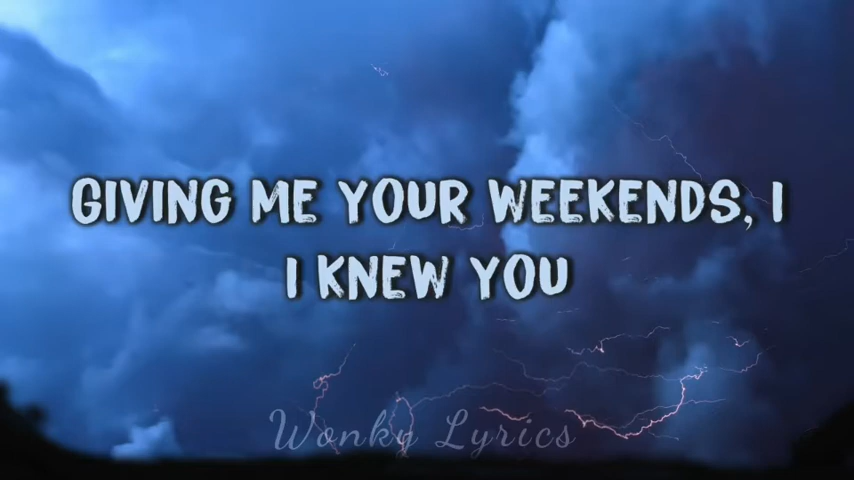 GIVING ME YOUR WEEKENDS, I
I KNEW YOU
Wonky Lyrics